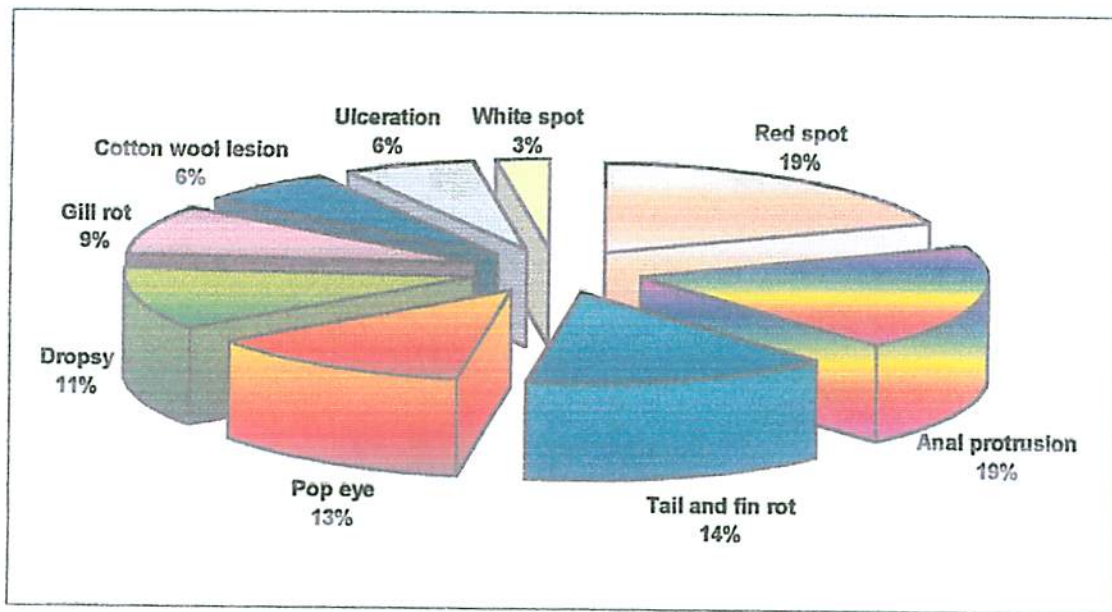 Ulceration
6%
White spot
3%
Red spot
19%
Cotton wool lesion
6%
Gill rot
9%
Dropsy
11%
Anal protrusion
19%
Pop eye
13%
Tail and fin rot
14%